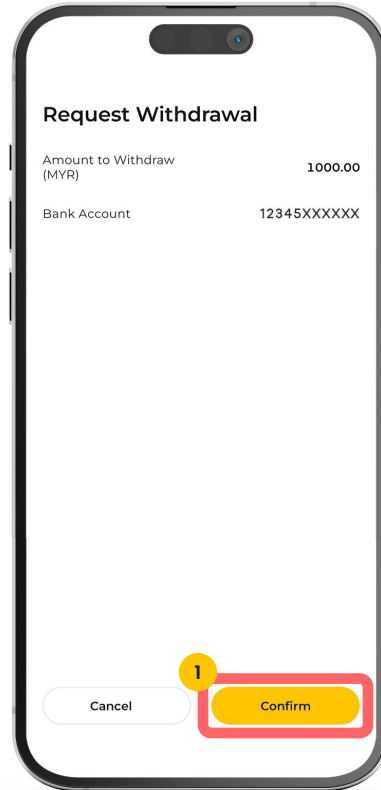 Request Withdrawal
Amount to Withdraw
(MYR)
1000.00
Bank Account
12345XXXXXX
1
Cancel
Confirm